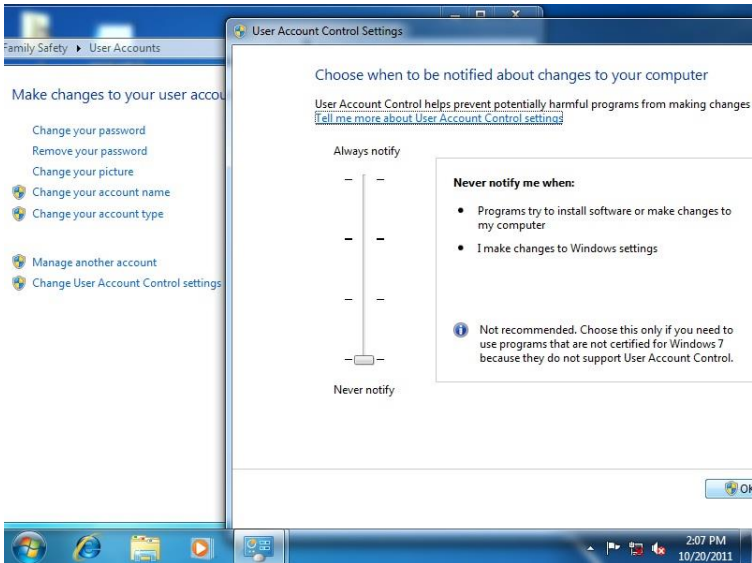 Family Safety ▸ User Accounts
Make changes to your user accou
Change your password
Remove your password
Change your picture
Change your account name
Change your account type
Manage another account
Change User Account Control settings
User Account Control Settings
Choose when to be notified about changes to your computer
User Account Control helps prevent potentially harmful programs from making changes
Tell me more about User Account Control settings
Always notify
Never notify me when:
• Programs try to install software or make changes to
my computer
• I make changes to Windows settings
Not recommended. Choose this only if you need to
use programs that are not certified for Windows 7
because they do not support User Account Control.
Never notify
OK
2:07 PM
10/20/2011